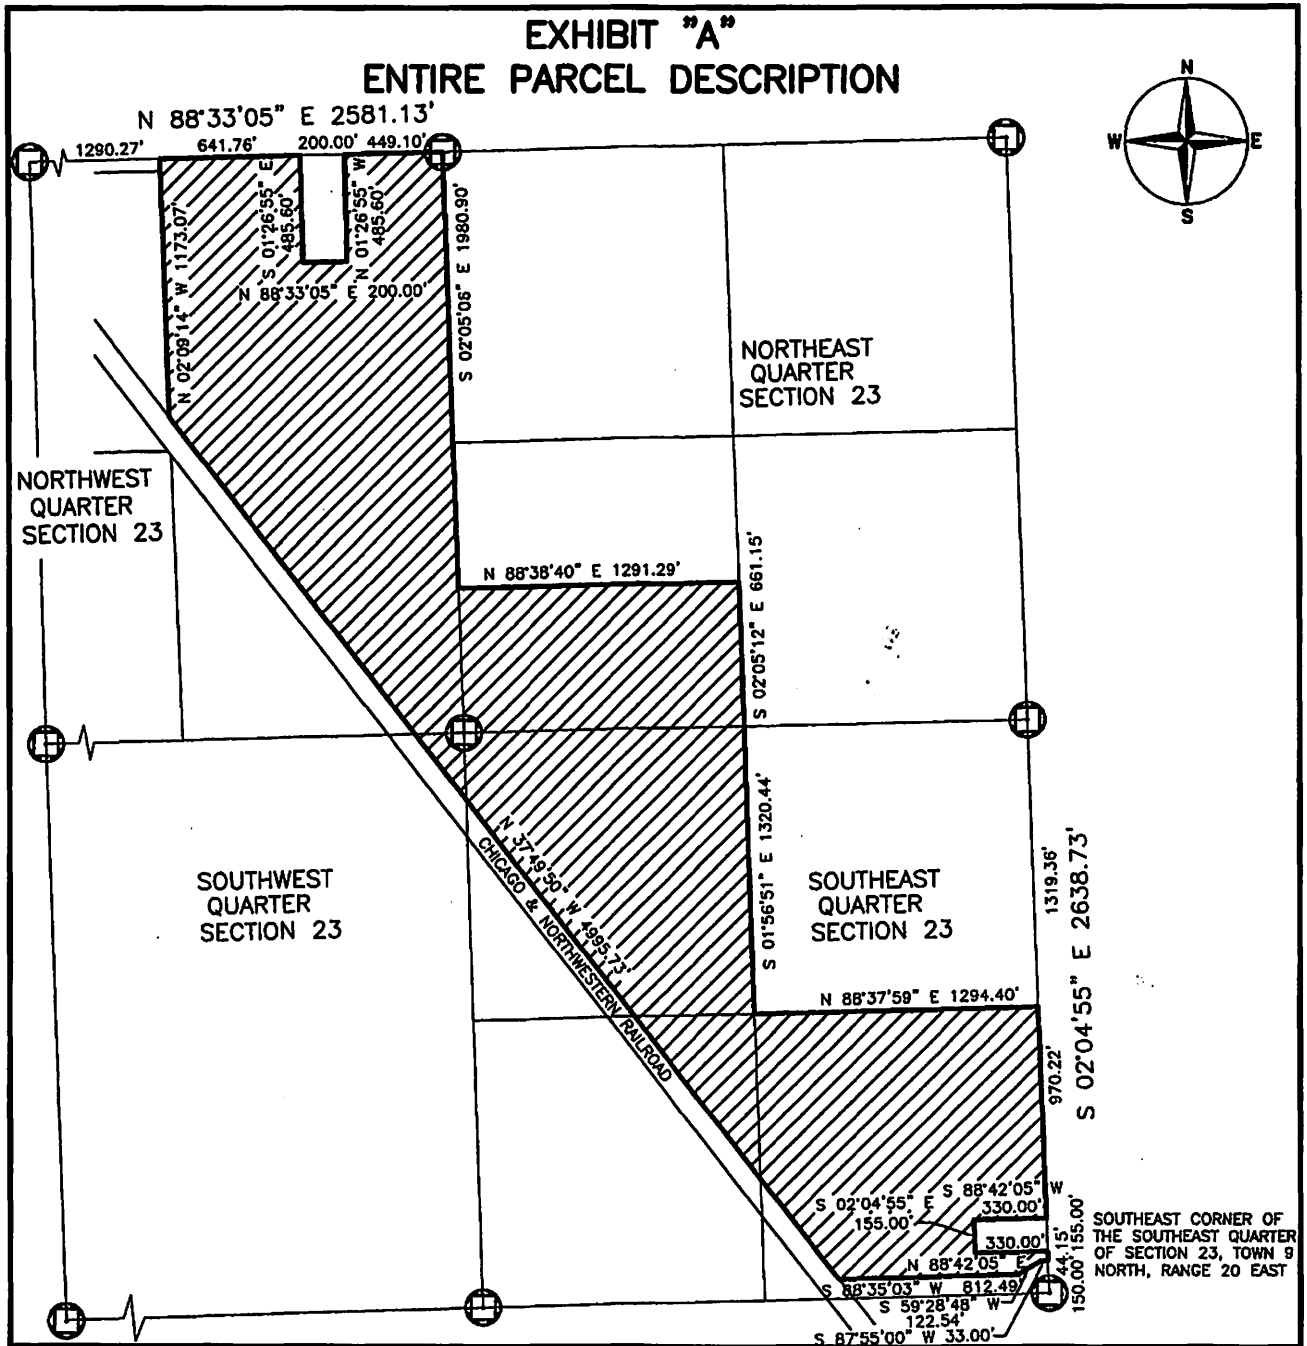 EXHIBIT "A"
ENTIRE PARCEL DESCRIPTION
N
W
E
S
N 88°33'05" E 2581.13'
1290.27'
641.76'
200.00'
449.10'
N 02°09'14" W 1173.07'
S 01°26'55" E
485.60'
N 01°26'55" W
485.60'
N 88°33'05" E 200.00'
S 02°05'06" E 1980.90'
NORTHEAST
QUARTER
SECTION 23
NORTHWEST
QUARTER
SECTION 23
N 88°38'40" E 1291.29'
S 02°05'12" E 661.15'
S 01°56'51" E 1320.44'
N 37°49'50" W 4995.73'
CHICAGO & NORTHWESTERN RAILROAD
SOUTHWEST
QUARTER
SECTION 23
SOUTHEAST
QUARTER
SECTION 23
1319.36'
S 02°04'55" E 2638.73'
N 88°37'59" E 1294.40'
970.22'
S 02°04'55" E
155.00'
S 88°42'05" W
330.00'
330.00'
N 88°42'05" E
155.00'
44.15'
150.00'
S 88°35'03" W 812.49'
S 59°28'48" W
122.54'
S 87°55'00" W 33.00'
SOUTHEAST CORNER OF
THE SOUTHEAST QUARTER
OF SECTION 23, TOWN 9
NORTH, RANGE 20 EAST